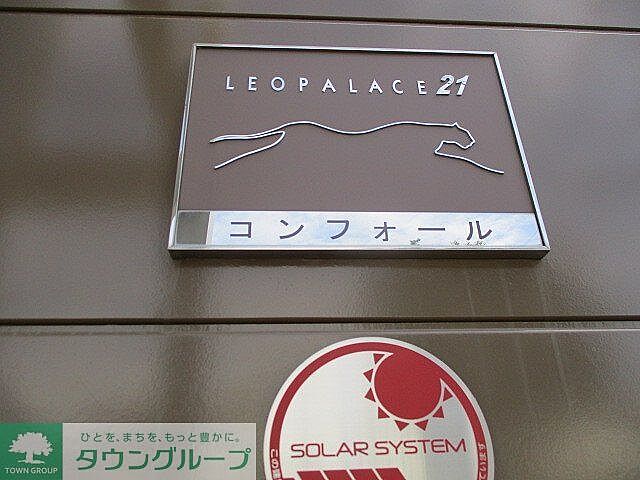 LEOPALACE21
コンフォール
SOLAR SYSTEM
ひとを、まちを、もっと豊かに。
TOWN GROUP
タウングループ